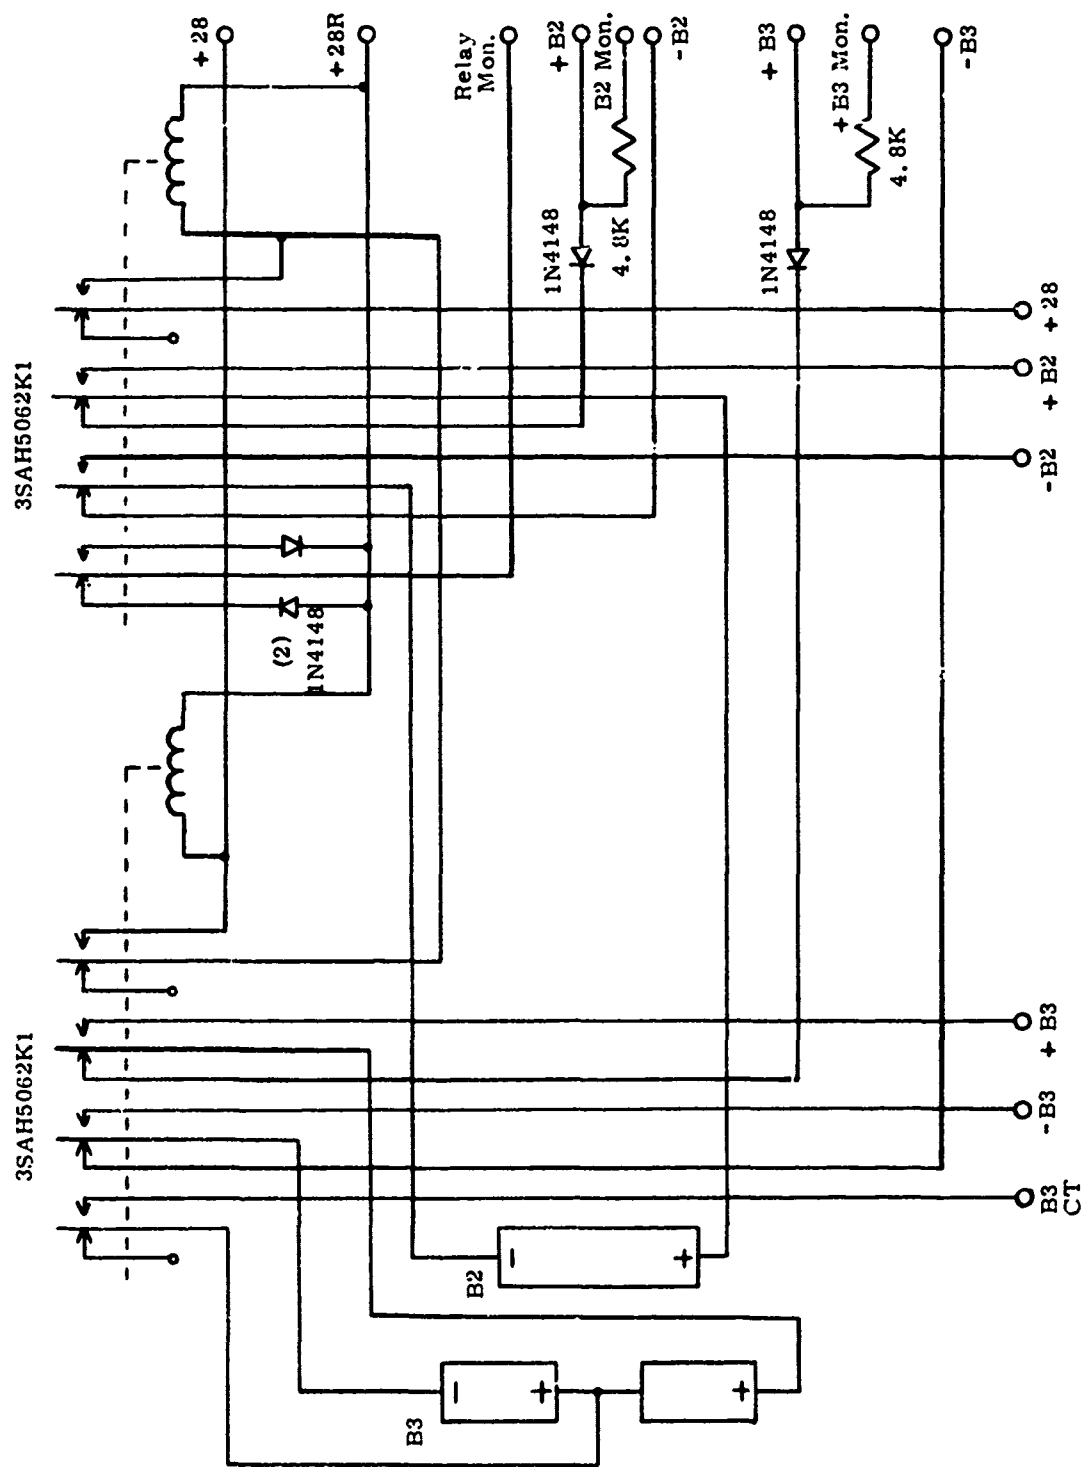 +28
+28R
Relay
Mon.
+B2
B2 Mon.
-B2
+B3
+B3 Mon.
-B3
4.8K
4.8K
1N4148
1N4148
3SAH5062K1
(2)
1N4148
+28
+B2
-B2
3SAH5062K1
+B3
-B3
B3
CT
B2
-
+
B3
-
+
+